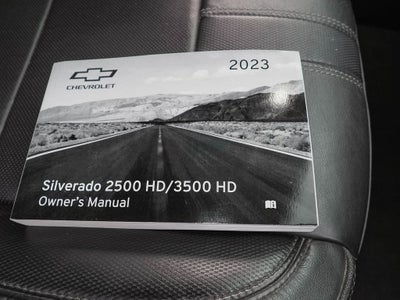 2023
CHEVROLET
Silverado 2500 HD/3500 HD
Owner's Manual